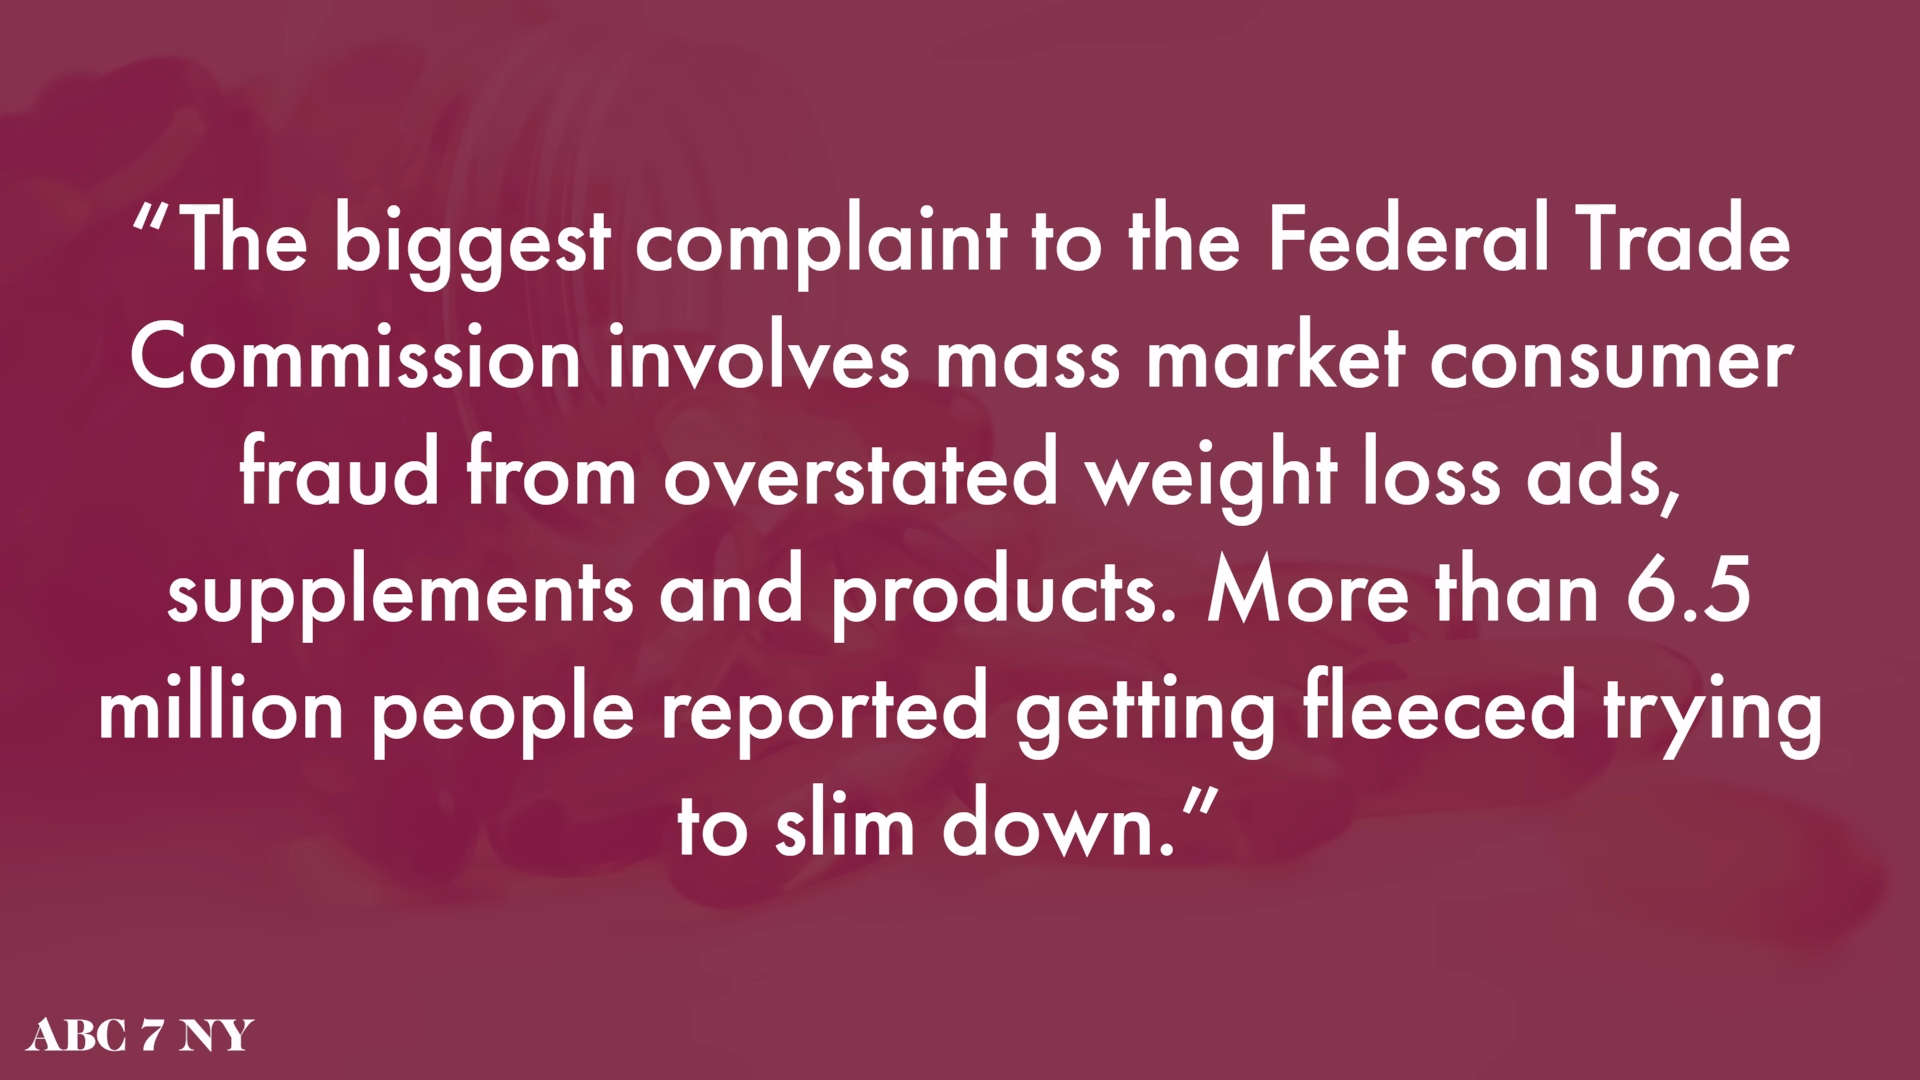 “The biggest complaint to the Federal Trade
Commission involves mass market consumer
fraud from overstated weight loss ads,
supplements and products. More than 6.5
million people reported getting fleeced trying
to slim down.”
ABC 7 NY